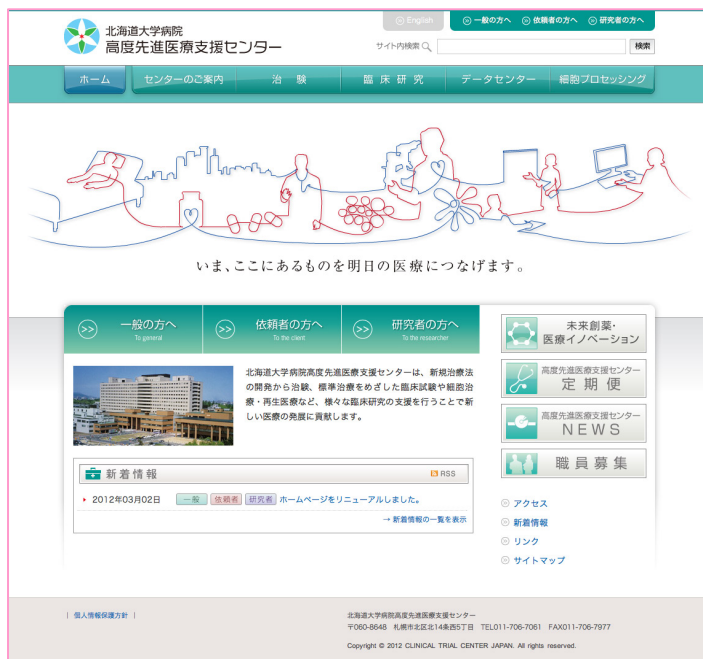 北海道大学病院
高度先進医療支援センター
English
一般の方へ 依頼者の方へ 研究者の方へ
サイト内検索 検索
ホーム センターのご案内 治 験 臨 床 研 究 データセンター 細胞プロセッシング
いま、ここにあるものを明日の医療につなげます。
>> 一般の方へ To general
>> 依頼者の方へ To the client
>> 研究者の方へ To the researcher
北海道大学病院高度先進医療支援センターは、新規治療法
の開発から治験、標準治療をめざした臨床試験や細胞治
療・再生医療など、様々な臨床研究の支援を行うことで新
しい医療の発展に貢献します。
新着情報 RSS
2012年03月02日 一般 依頼者 研究者 ホームページをリニューアルしました。
→ 新着情報の一覧を表示
未来創薬・
医療イノベーション
高度先進医療支援センター
定 期 便
高度先進医療支援センター
NEWS
職員募集
アクセス
新着情報
リンク
サイトマップ
| 個人情報保護方針 |
北海道大学病院高度先進医療支援センター
〒060-8648 札幌市北区北14条西5丁目 TEL011-706-7061 FAX011-706-7977
Copyright © 2012 CLINICAL TRIAL CENTER JAPAN. All rights reserved.